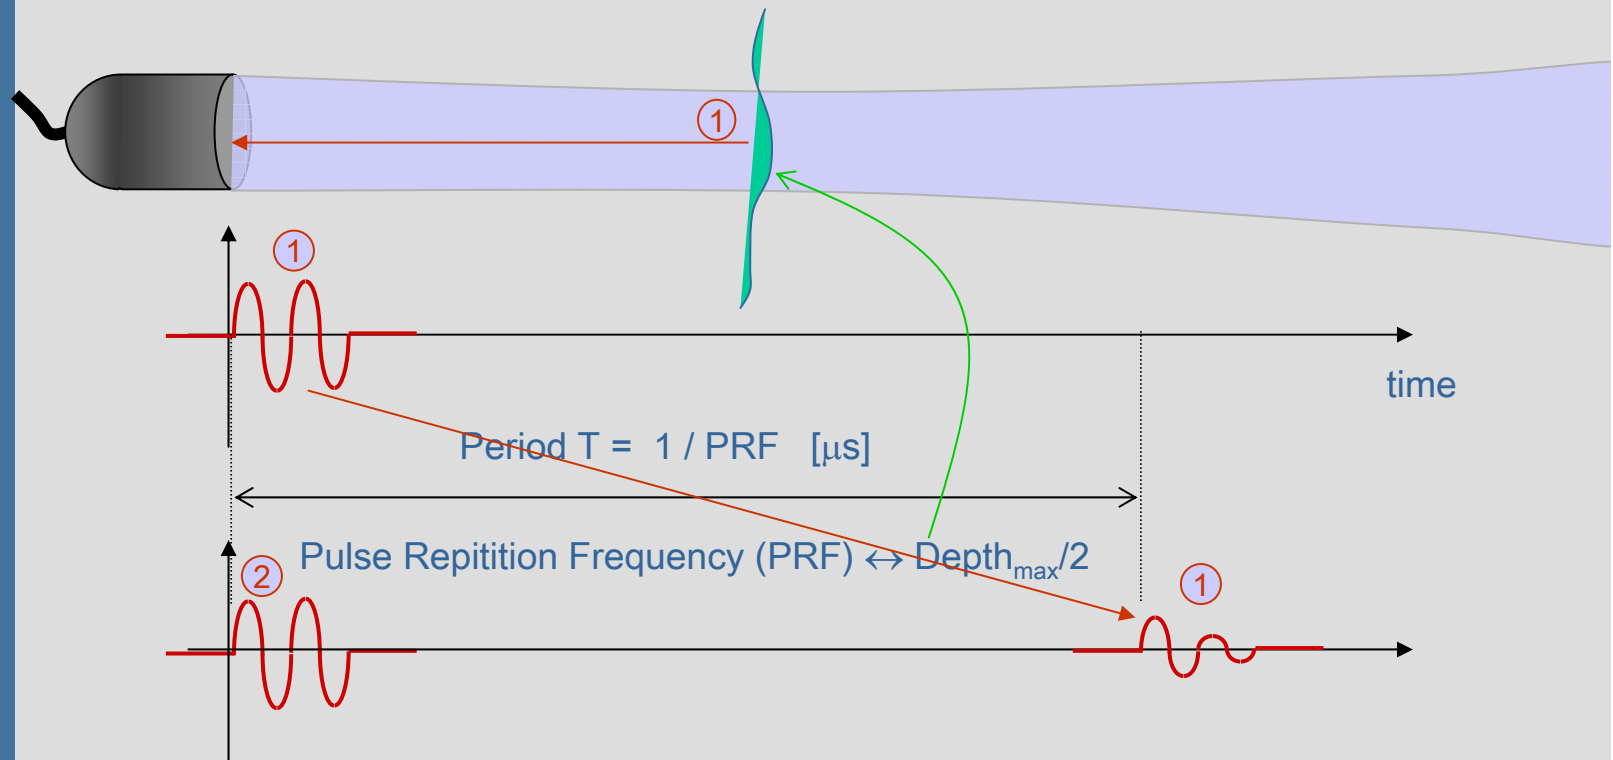 1
1
time
Period T = 1 / PRF [μs]
Pulse Repitition Frequency (PRF) ↔ Depthmax/2
2
1